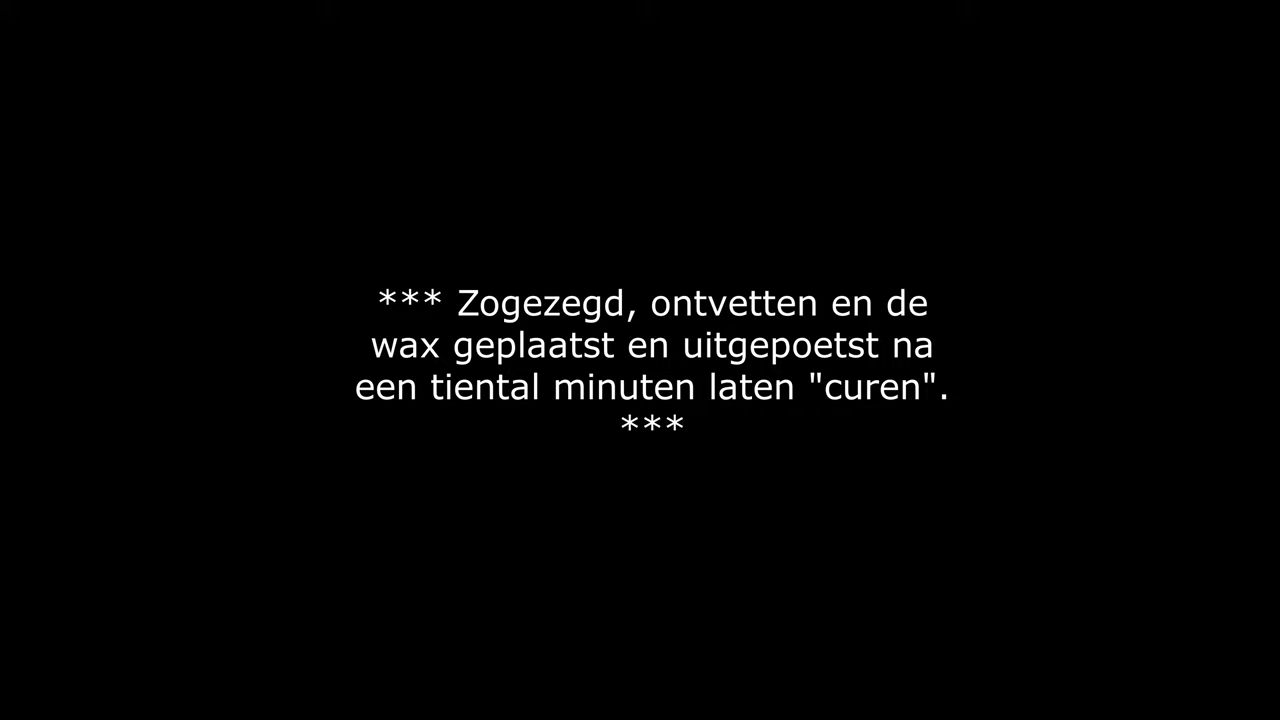 *** Zogezegd, ontvetten en de
wax geplaatst en uitgepoetst na
een tiental minuten laten "curen".
***